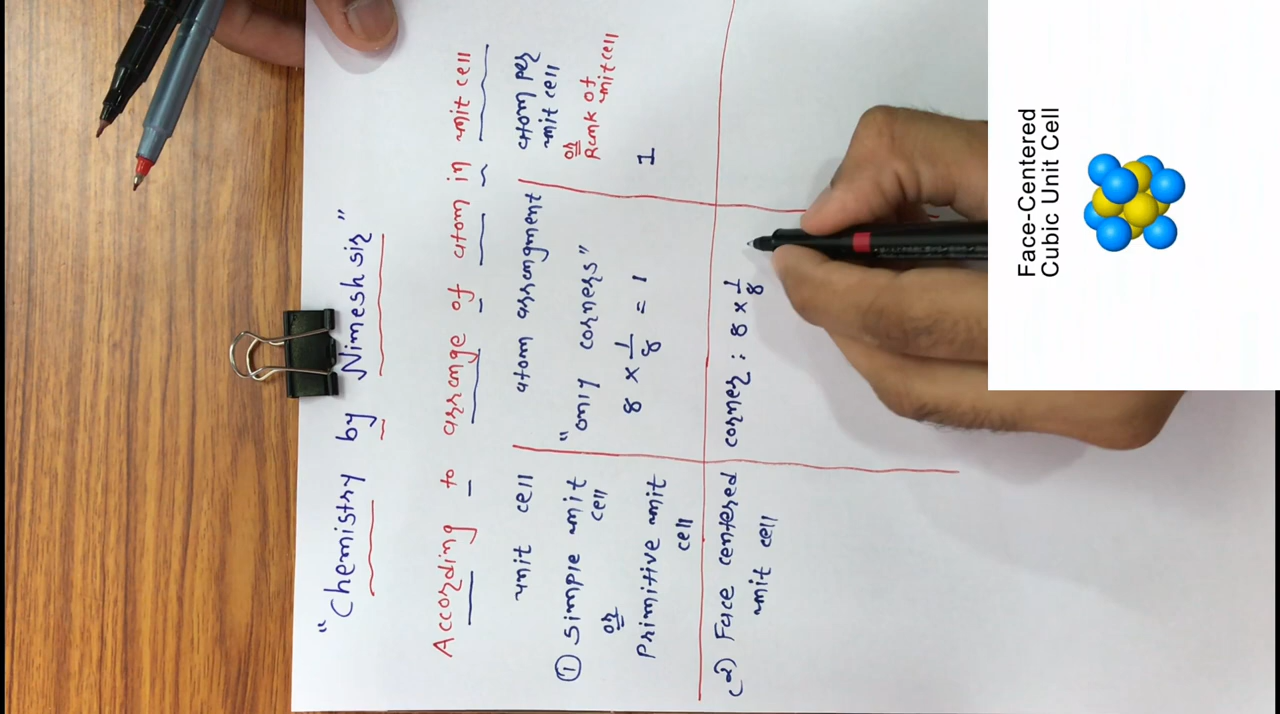 "Chemistry by Nimesh sir"
According to arrange of atom in unit cell
unit cell
atom arrangment
atom per
unit cell
or
Rank of
unit cell
① Simple unit
cell
or
Primitive unit
cell
"only corners"
8 × 1/8 = 1
1
(2) Face centered
unit cell
corner : 8 × 1/8
Face-Centered
Cubic Unit Cell